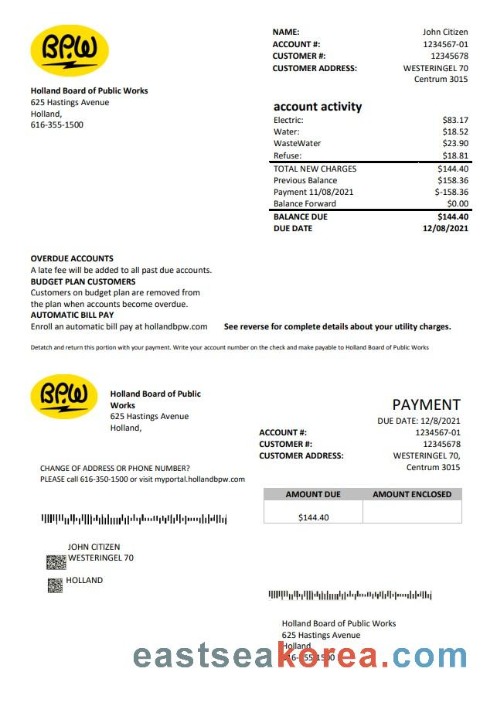 BPW
NAME: John Citizen
ACCOUNT #: 1234567-01
CUSTOMER #: 12345678
CUSTOMER ADDRESS: WESTERINGEL 70
Centrum 3015
Holland Board of Public Works
625 Hastings Avenue
Holland,
616-355-1500
account activity
Electric: $83.17
Water: $18.52
WasteWater $23.90
Refuse: $18.81
TOTAL NEW CHARGES $144.40
Previous Balance $158.36
Payment 11/08/2021 $-158.36
Balance Forward $0.00
BALANCE DUE $144.40
DUE DATE 12/08/2021
OVERDUE ACCOUNTS
A late fee will be added to all past due accounts.
BUDGET PLAN CUSTOMERS
Customers on budget plan are removed from
the plan when accounts become overdue.
AUTOMATIC BILL PAY
Enroll an automatic bill pay at hollandbpw.com See reverse for complete details about your utility charges.
Detatch and return this portion with your payment. Write your account number on the check and make payable to Holland Board of Public Works
BPW
Holland Board of Public
Works
625 Hastings Avenue
Holland,
PAYMENT
DUE DATE: 12/8/2021
ACCOUNT #: 1234567-01
CUSTOMER #: 12345678
CUSTOMER ADDRESS: WESTERINGEL 70,
Centrum 3015
CHANGE OF ADDRESS OR PHONE NUMBER?
PLEASE call 616-350-1500 or visit myportal.hollandbpw.com
AMOUNT DUE AMOUNT ENCLOSED
$144.40
JOHN CITIZEN
WESTERINGEL 70
HOLLAND
Holland Board of Public Works
625 Hastings Avenue
Holland
616-355-1500
eastseakorea.com